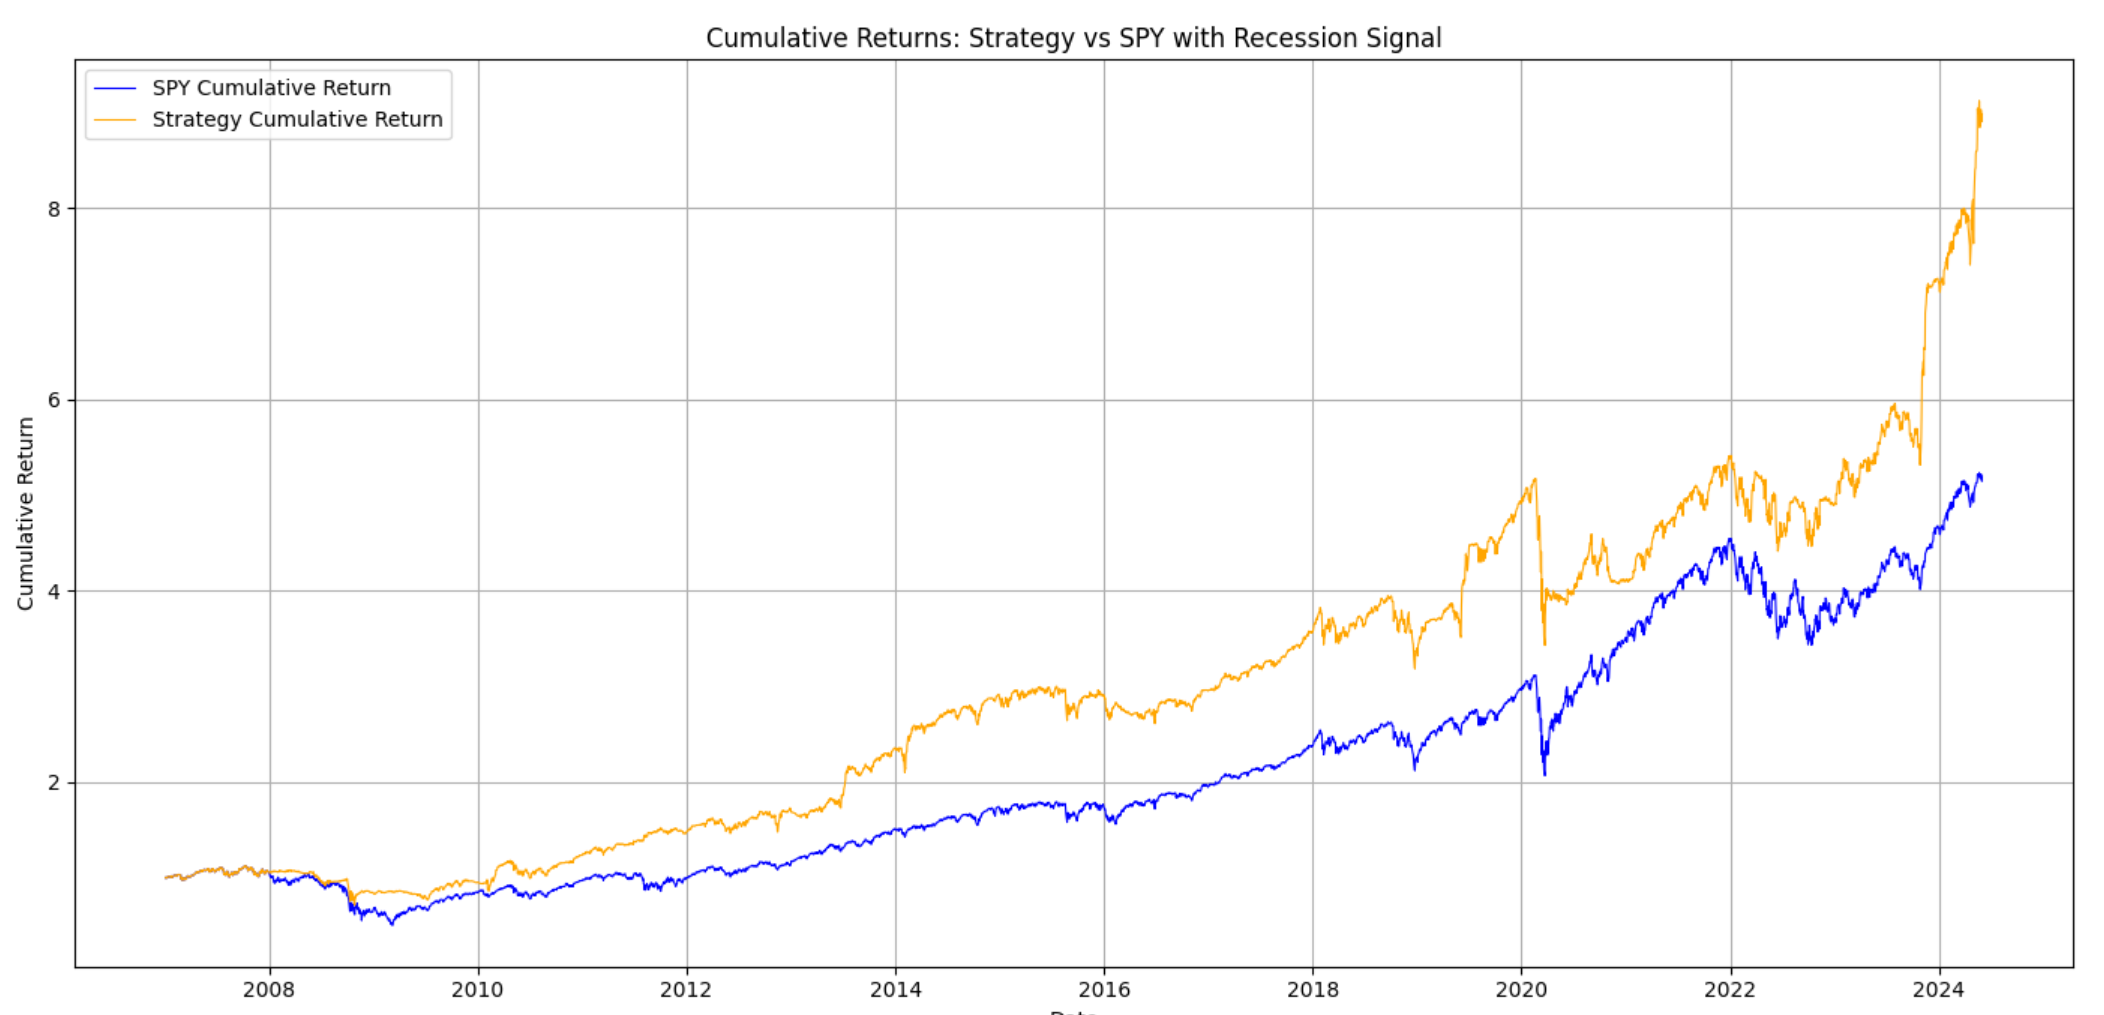 Cumulative Returns: Strategy vs SPY with Recession Signal
SPY Cumulative Return
Strategy Cumulative Return
Cumulative Return
8
6
4
2
2008 2010 2012 2014 2016 2018 2020 2022 2024